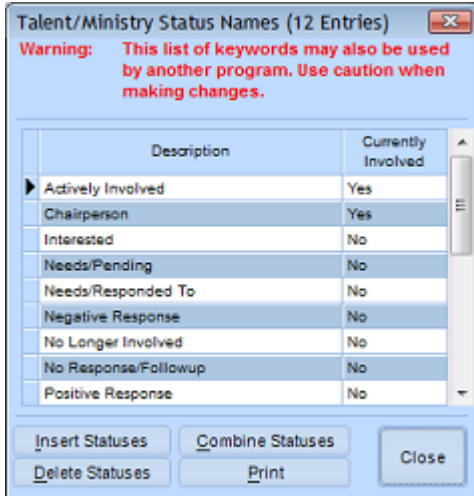 Talent/Ministry Status Names (12 Entries)
Warning: This list of keywords may also be used
by another program. Use caution when
making changes.
Description Currently
Involved
Actively Involved Yes
Chairperson Yes
Interested No
Needs/Pending No
Needs/Responded To No
Negative Response No
No Longer Involved No
No Response/Followup No
Positive Response No
Insert Statuses Combine Statuses
Close
Delete Statuses Print